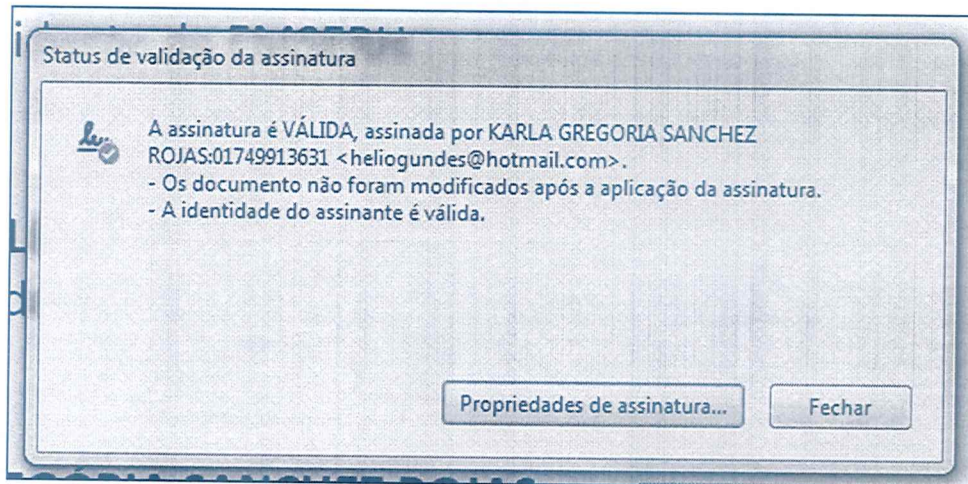 Status de validação da assinatura
A assinatura é VÁLIDA, assinada por KARLA GREGORIA SANCHEZ
ROJAS:01749913631 <heliogundes@hotmail.com>.
- Os documento não foram modificados após a aplicação da assinatura.
- A identidade do assinante é válida.
Propriedades de assinatura...
Fechar